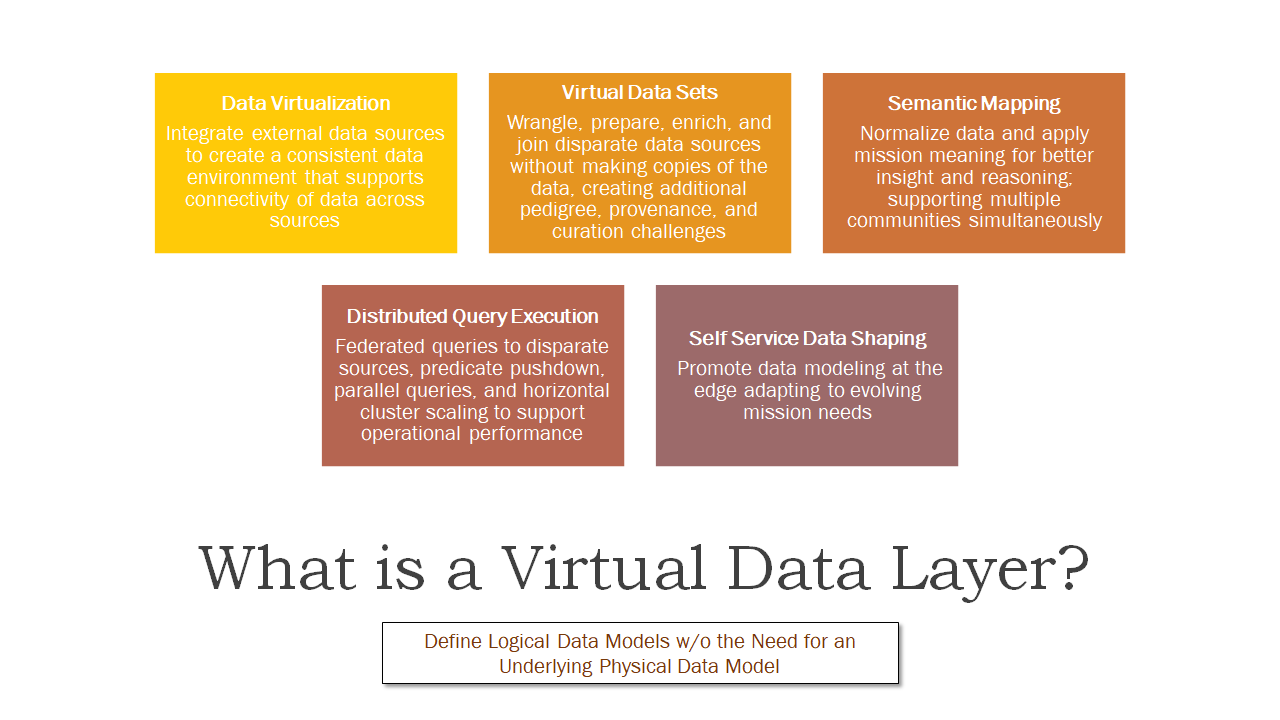 Data Virtualization
Integrate external data sources
to create a consistent data
environment that supports
connectivity of data across
sources
Virtual Data Sets
Wrangle, prepare, enrich, and
join disparate data sources
without making copies of the
data, creating additional
pedigree, provenance, and
curation challenges
Semantic Mapping
Normalize data and apply
mission meaning for better
insight and reasoning;
supporting multiple
communities simultaneously
Distributed Query Execution
Federated queries to disparate
sources, predicate pushdown,
parallel queries, and horizontal
cluster scaling to support
operational performance
Self Service Data Shaping
Promote data modeling at the
edge adapting to evolving
mission needs
What is a Virtual Data Layer?
Define Logical Data Models w/o the Need for an
Underlying Physical Data Model